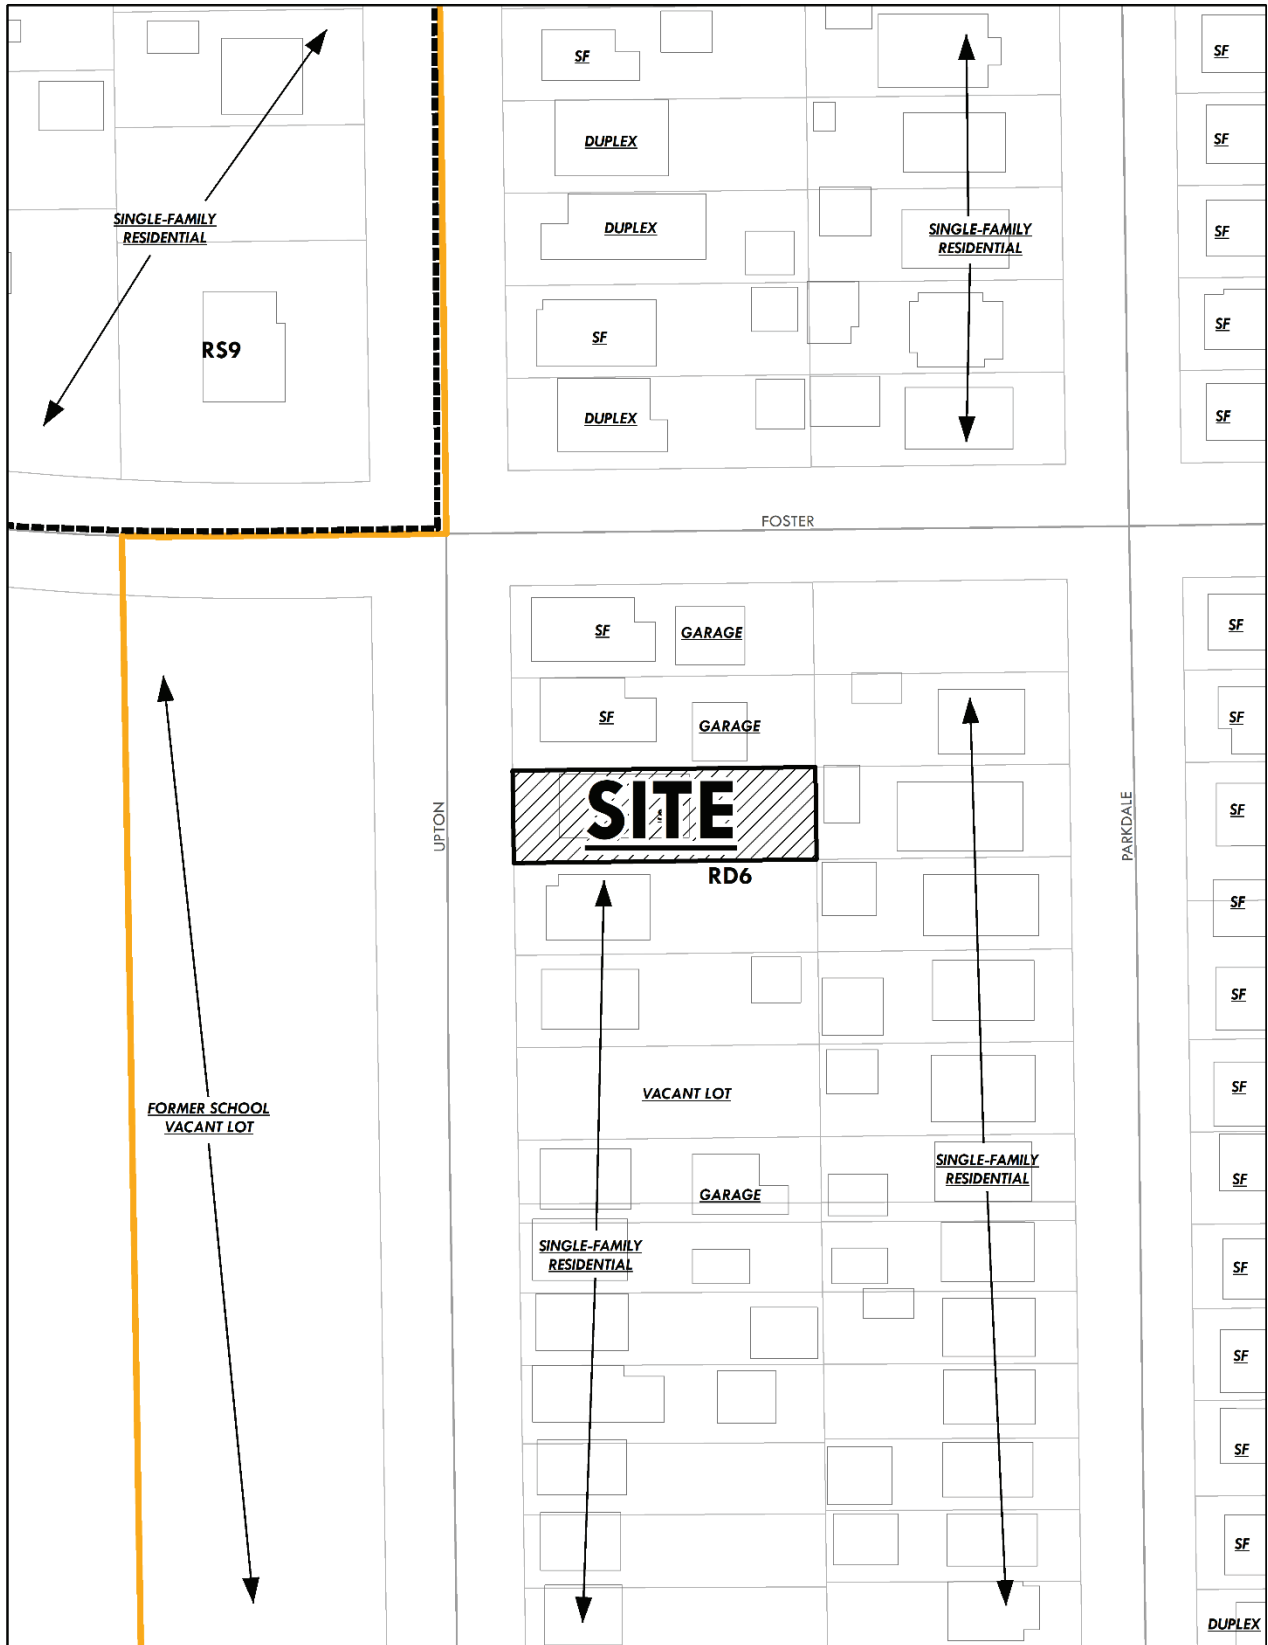 SF
SF
DUPLEX
SF
SINGLE-FAMILY
RESIDENTIAL
DUPLEX
SINGLE-FAMILY
RESIDENTIAL
SF
RS9
SF
SF
DUPLEX
SF
FOSTER
SF
GARAGE
SF
SF
GARAGE
SF
SITE
UPTON
PARKDALE
SF
RD6
SF
SF
VACANT LOT
SF
FORMER SCHOOL
VACANT LOT
SINGLE-FAMILY
RESIDENTIAL
SF
GARAGE
SINGLE-FAMILY
RESIDENTIAL
SF
SF
SF
SF
DUPLEX